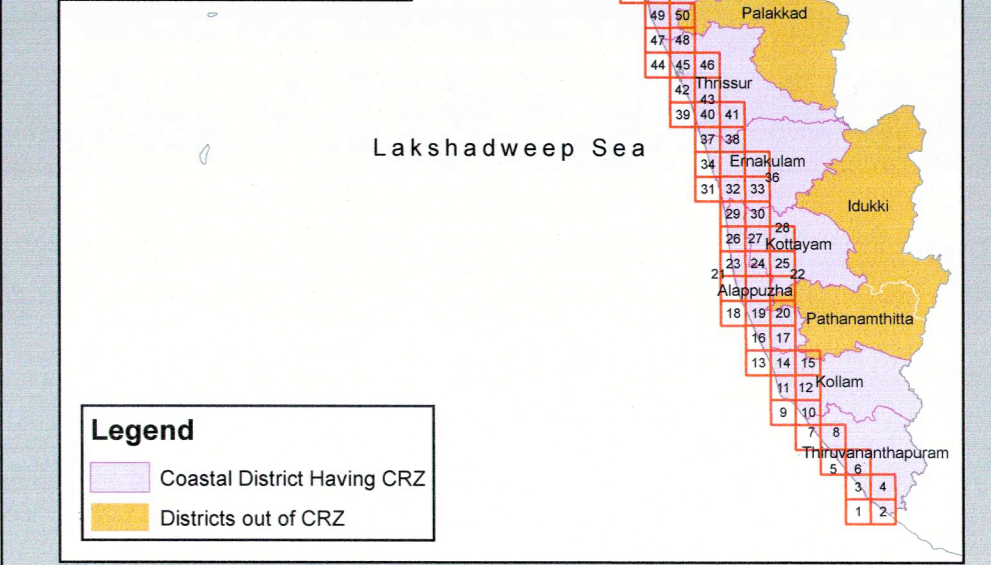 49 50 Palakkad
47 48
44 45 46
Thrissur
42
43
39 40 41
37 38
Lakshadweep Sea
34 Ernakulam
36
31 32 33
Idukki
29 30
28
26 27 Kottayam
23 24 25
21 22
Alappuzha
18 19 20 Pathanamthitta
16 17
13 14 15
Kollam
11 12
9 10
7 8
Thiruvananthapuram
5 6
3 4
1 2
Legend
Coastal District Having CRZ
Districts out of CRZ